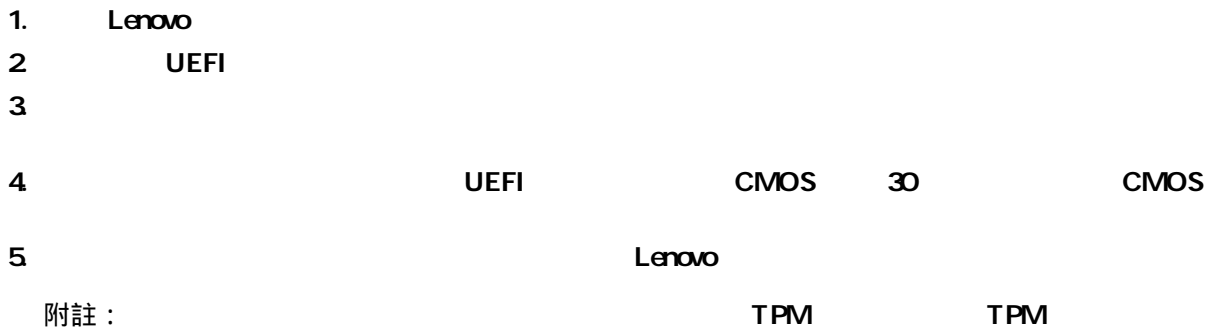 1. Lenovo
2 UEFI
3.
4. UEFI CMOS 30 CMOS
5. Lenovo
附註： TPM TPM